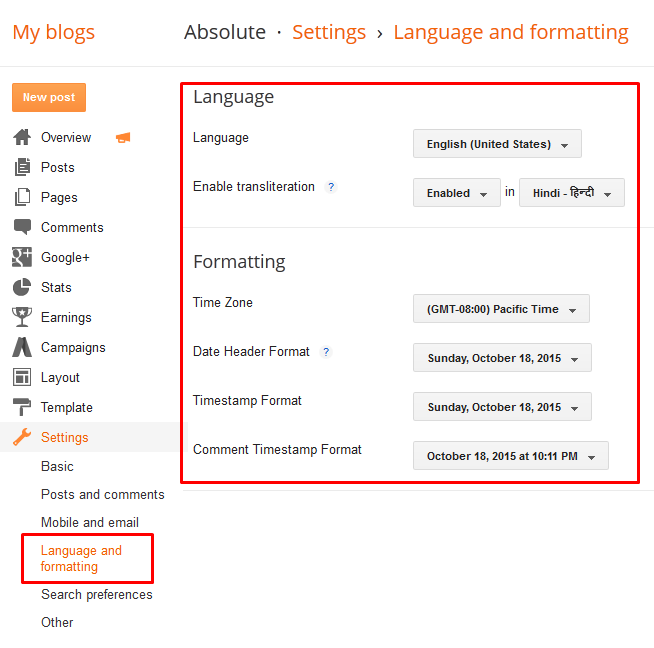 My blogs
Absolute · Settings › Language and formatting
New post
Overview
Posts
Pages
Comments
Google+
Stats
Earnings
Campaigns
Layout
Template
Settings
Basic
Posts and comments
Mobile and email
Language and
formatting
Search preferences
Other
Language
Language English (United States)
Enable transliteration ? Enabled in Hindi - हिन्दी
Formatting
Time Zone (GMT-08:00) Pacific Time
Date Header Format ? Sunday, October 18, 2015
Timestamp Format Sunday, October 18, 2015
Comment Timestamp Format October 18, 2015 at 10:11 PM